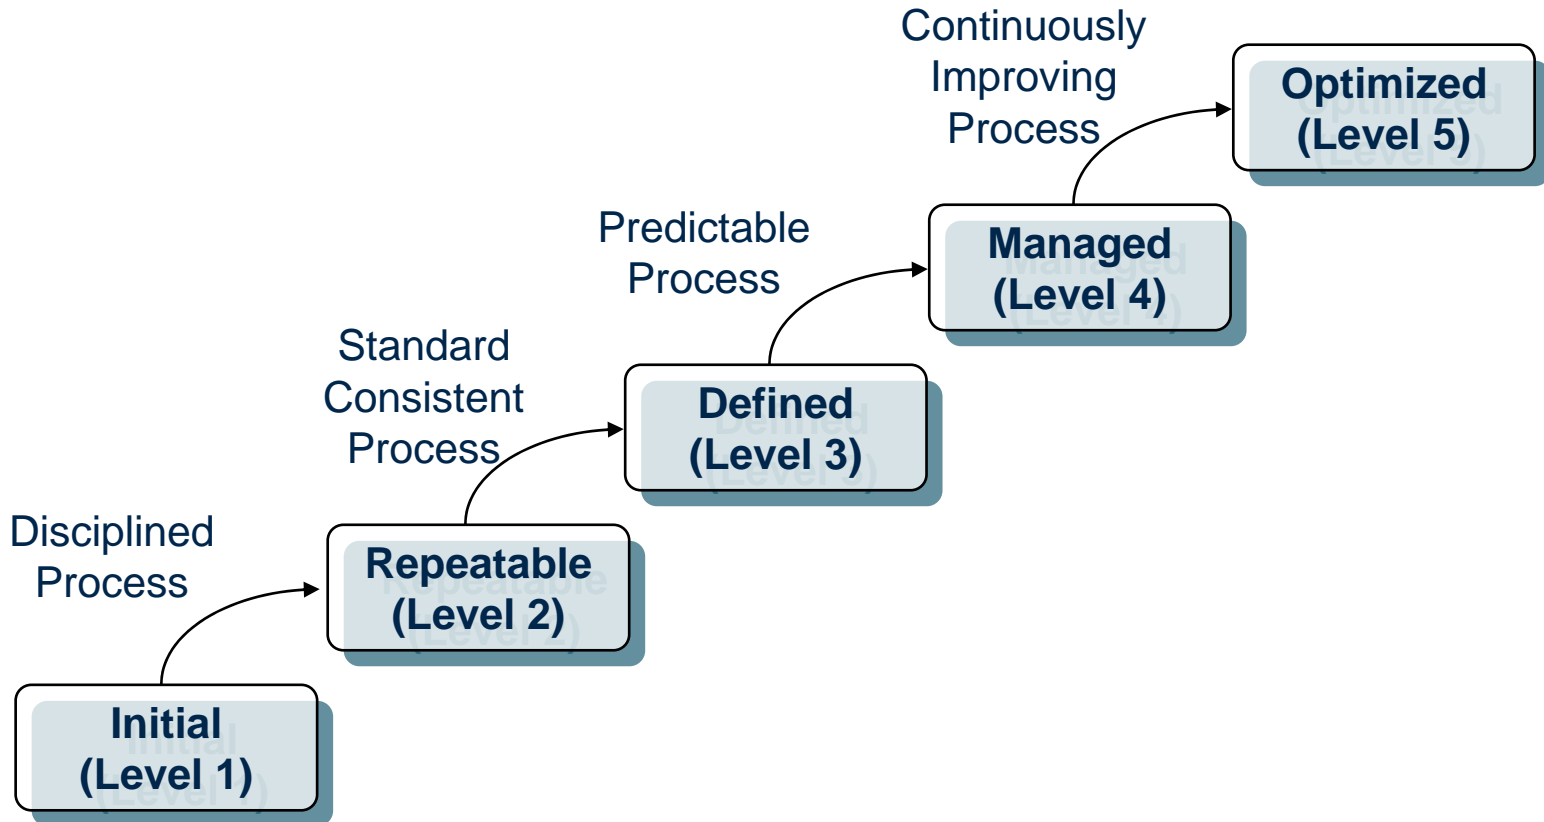 Continuously
Improving
Process
Optimized
(Level 5)
Predictable
Process
Managed
(Level 4)
Standard
Consistent
Process
Defined
(Level 3)
Disciplined
Process
Repeatable
(Level 2)
Initial
(Level 1)